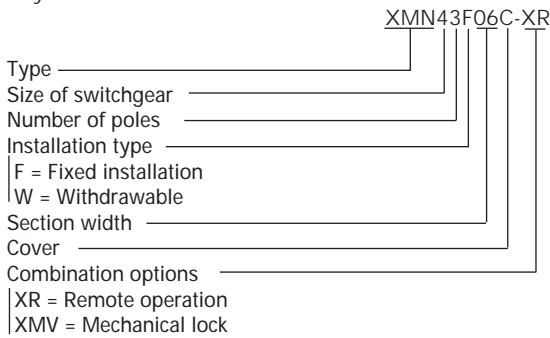 XMN43F06C-XR
Type
Size of switchgear
Number of poles
Installation type
F = Fixed installation
W = Withdrawable
Section width
Cover
Combination options
XR = Remote operation
XMV = Mechanical lock